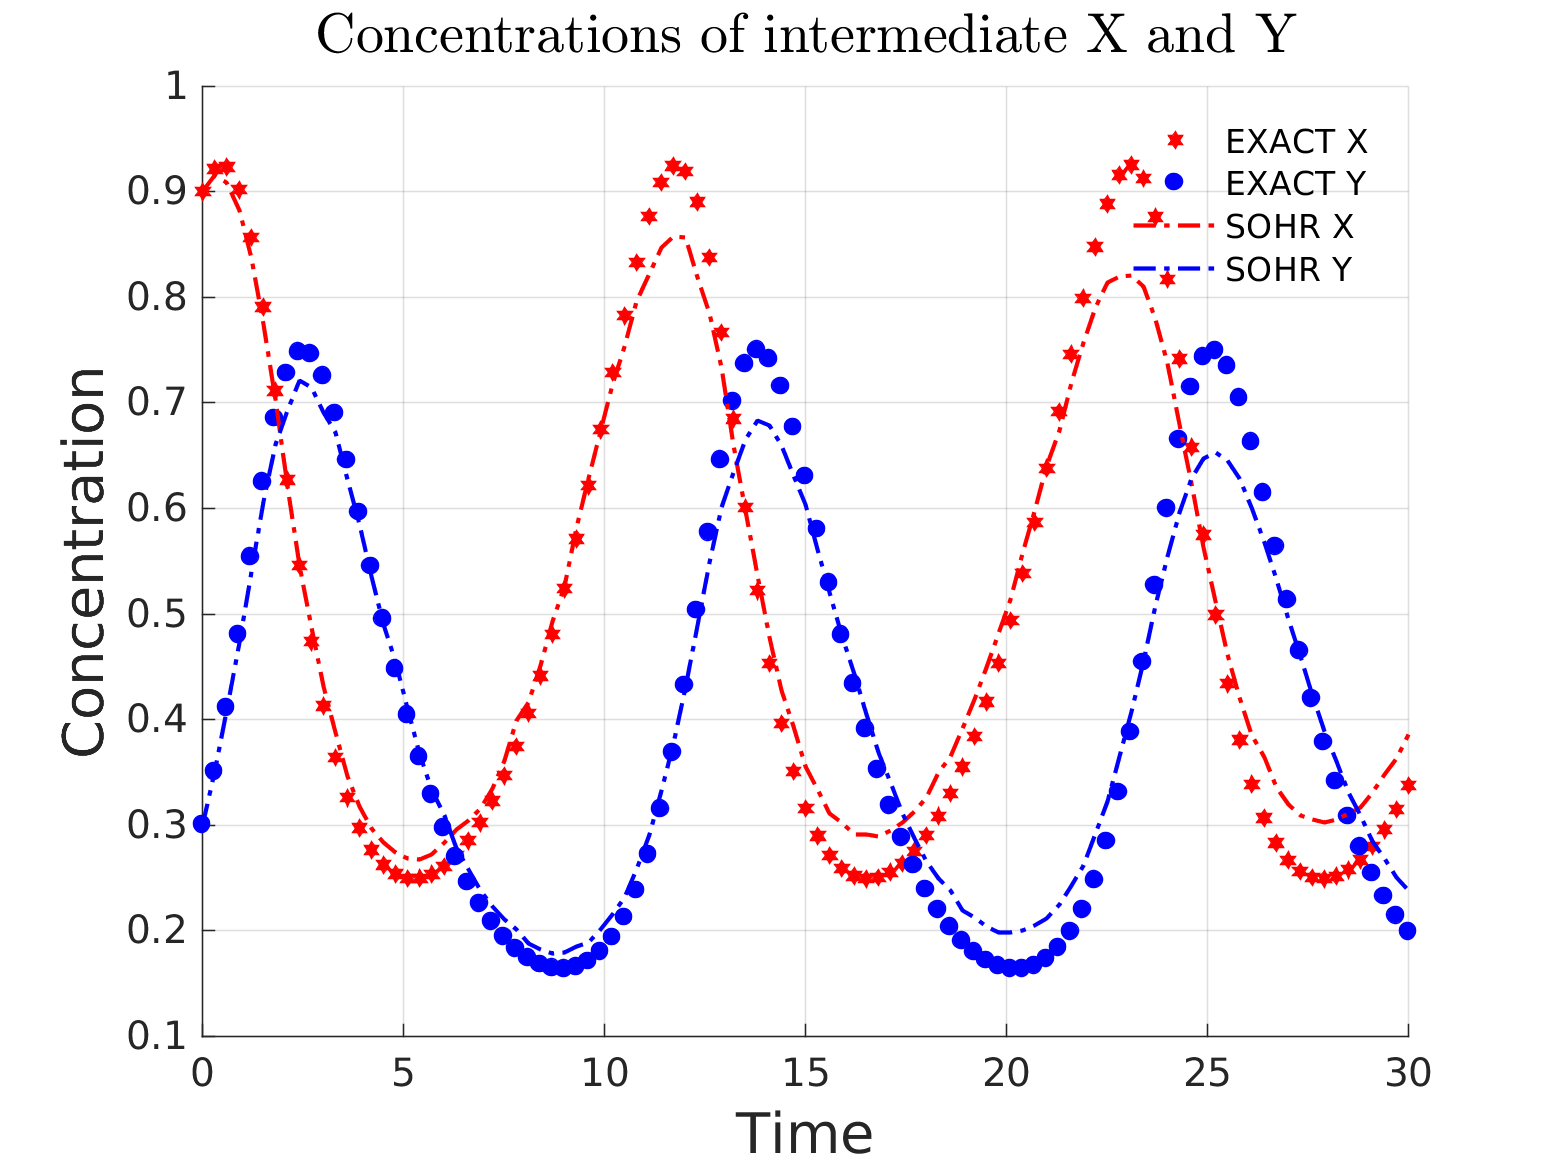 Concentrations of intermediate X and Y
Concentration
1
0.9
0.8
0.7
0.6
0.5
0.4
0.3
0.2
0.1
0 5 10 15 20 25 30
Time
EXACT X
EXACT Y
SOHR X
SOHR Y